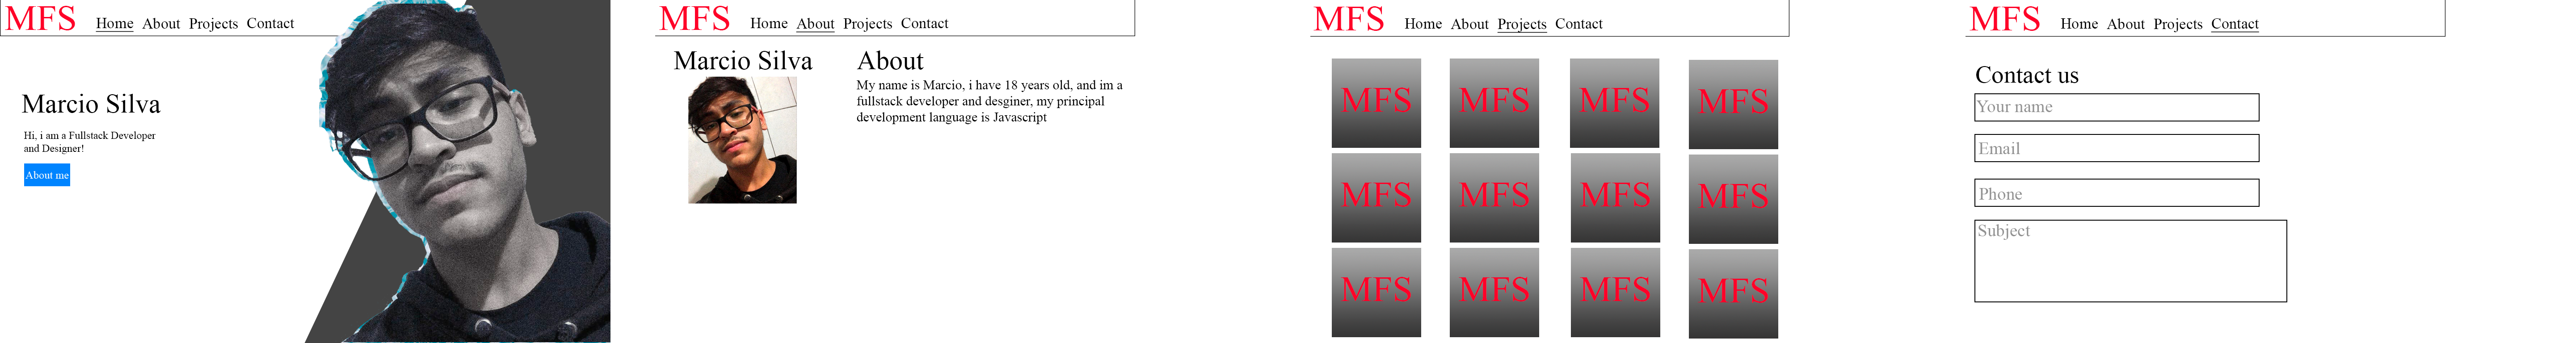 MFS Home About Projects Contact
Marcio Silva
Hi, i am a Fullstack Developer
and Designer!
About me
MFS Home About Projects Contact
Marcio Silva
About
My name is Marcio, i have 18 years old, and im a
fullstack developer and desginer, my principal
development language is Javascript
MFS Home About Projects Contact
MFS MFS MFS MFS
MFS MFS MFS MFS
MFS MFS MFS MFS
MFS Home About Projects Contact
Contact us
Your name
Email
Phone
Subject